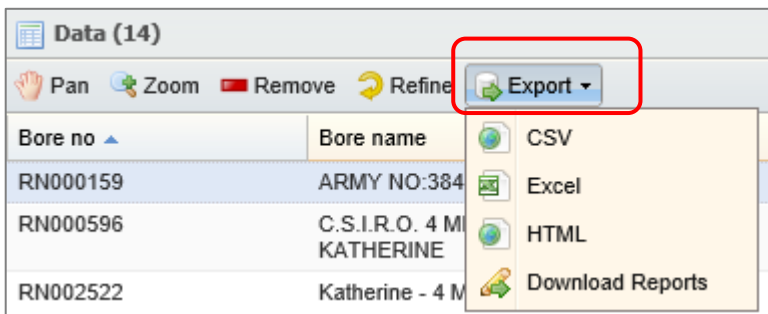 Data (14)
Pan Zoom Remove Refine Export
Bore no Bore name
CSV
RN000159 ARMY NO:384
Excel
RN000596 C.S.I.R.O. 4
KATHERINE
HTML
RN002522 Katherine - 4
Download Reports